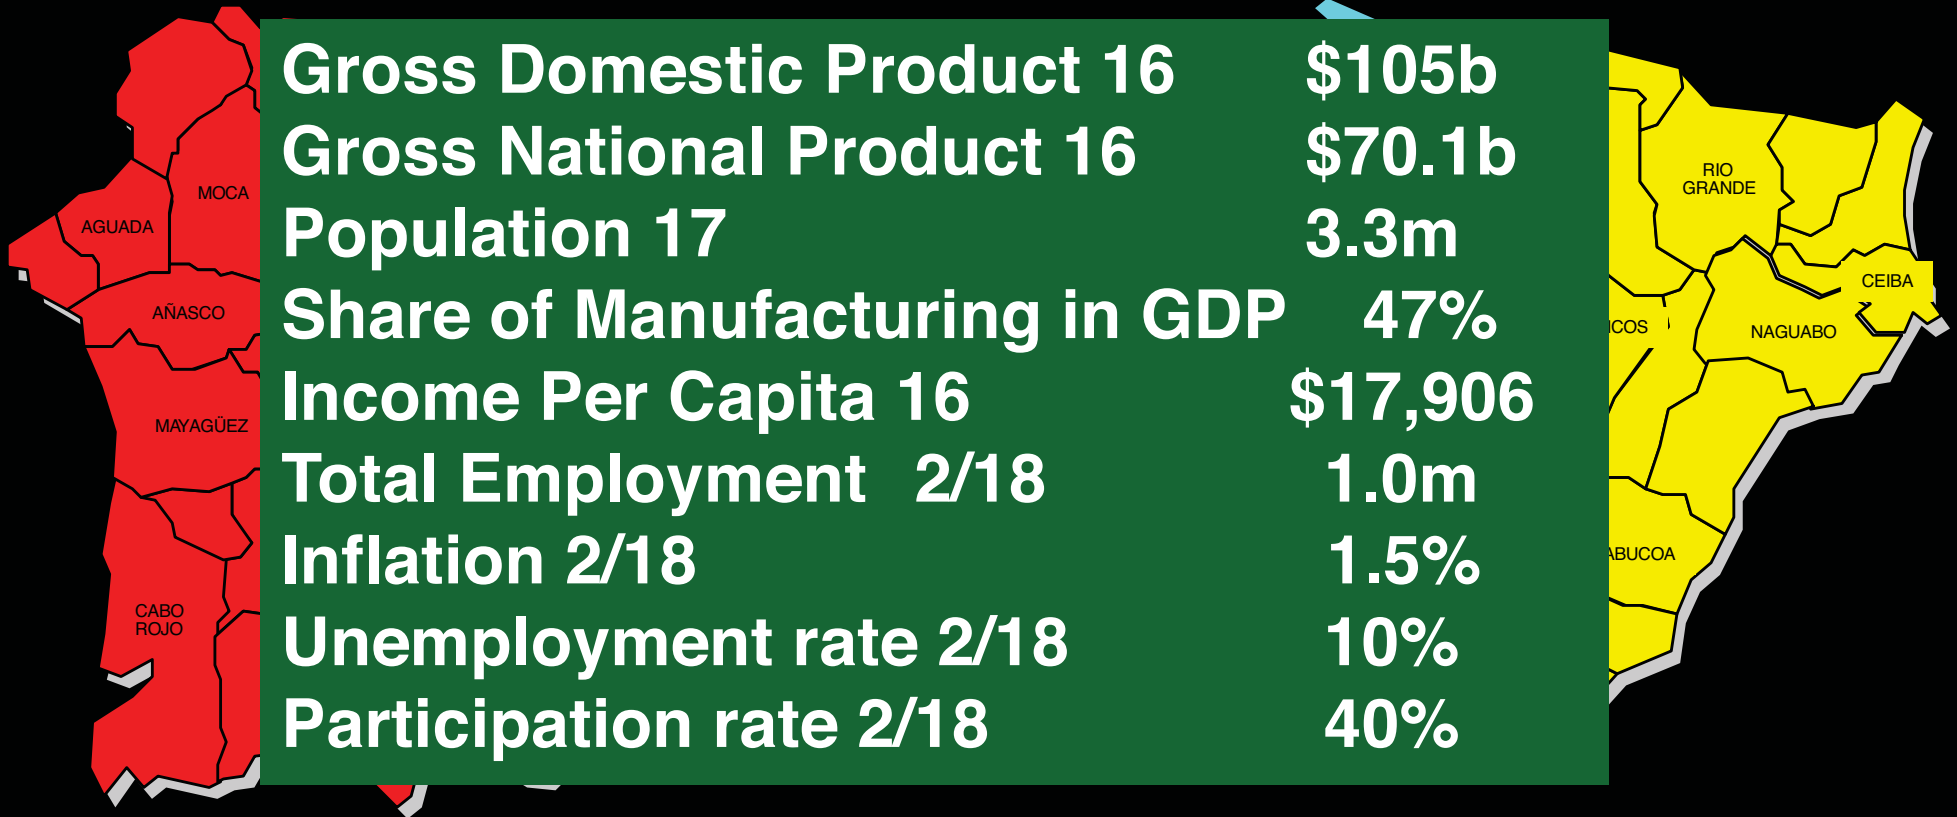 Gross Domestic Product 16 $105b
Gross National Product 16 $70.1b
Population 17 3.3m
Share of Manufacturing in GDP 47%
Income Per Capita 16 $17,906
Total Employment 2/18 1.0m
Inflation 2/18 1.5%
Unemployment rate 2/18 10%
Participation rate 2/18 40%
MOCA
AGUADA
AÑASCO
MAYAGÜEZ
CABO
ROJO
RIO
GRANDE
CEIBA
COS
NAGUABO
ABUCOA